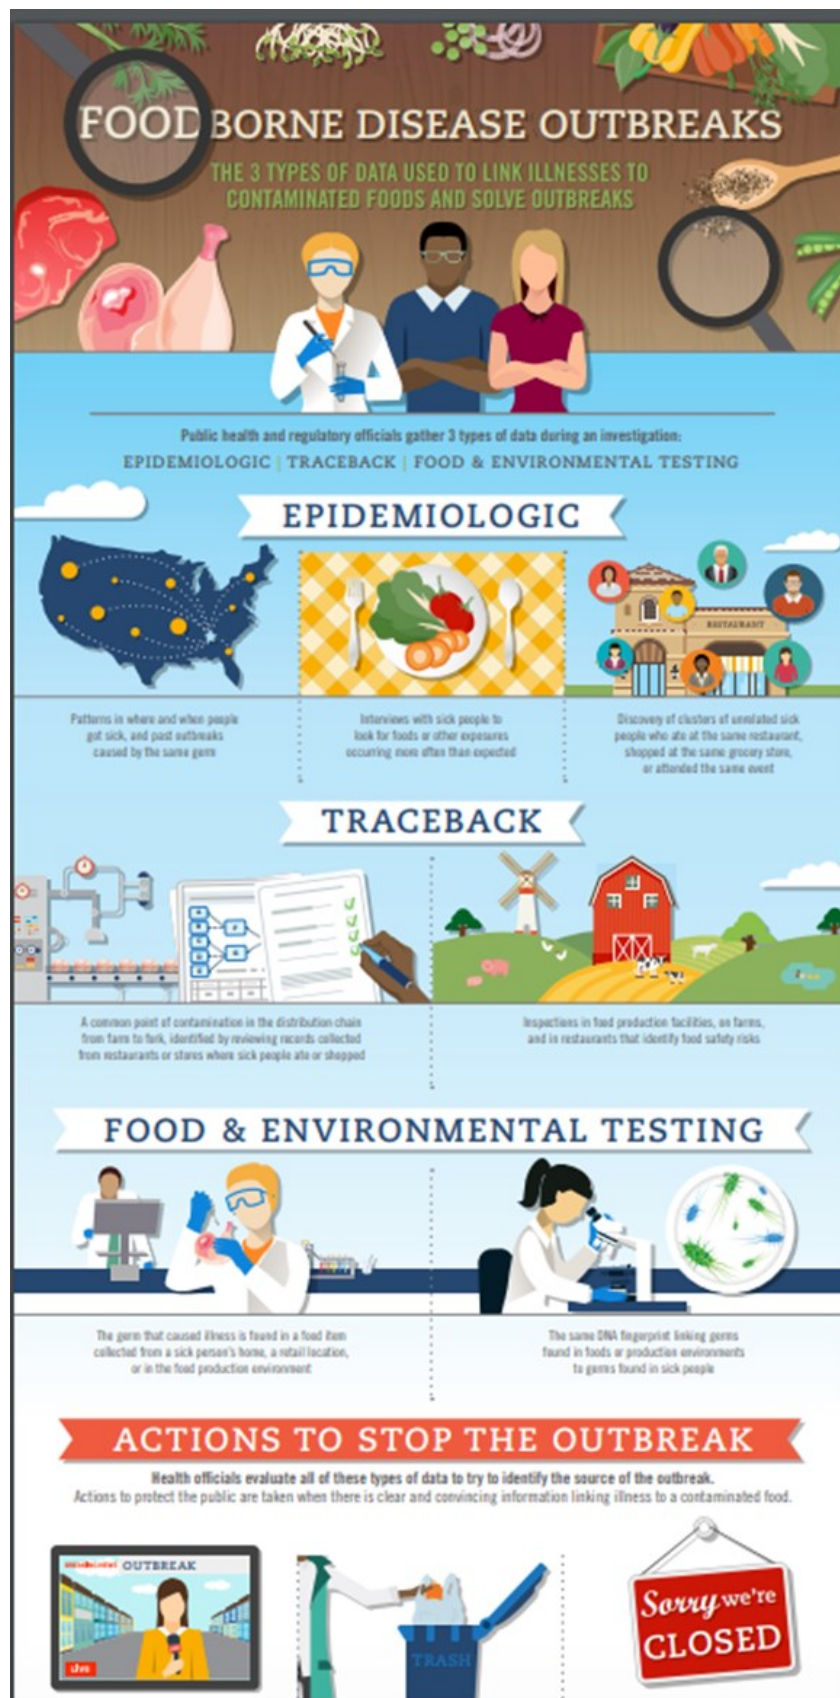 FOODBORNE DISEASE OUTBREAKS
THE 3 TYPES OF DATA USED TO LINK ILLNESSES TO
CONTAMINATED FOODS AND SOLVE OUTBREAKS
Public health and regulatory officials gather 3 types of data during an investigation:
EPIDEMIOLOGIC | TRACEBACK | FOOD & ENVIRONMENTAL TESTING
EPIDEMIOLOGIC
RESTAURANT
Patterns in where and when people
got sick, and past outbreaks
caused by the same germ
Interviews with sick people to
look for foods or other exposures
occurring more often than expected
Discovery of clusters of unrelated sick
people who ate at the same restaurant,
shopped at the same grocery store,
or attended the same event
TRACEBACK
A common point of contamination in the distribution chain
from farm to fork, identified by reviewing records collected
from restaurants or stores where sick people ate or shopped
Inspections in food production facilities, on farms,
and in restaurants that identify food safety risks
FOOD & ENVIRONMENTAL TESTING
The germ that caused illness is found in a food item
collected from a sick person's home, a retail location,
or in the food production environment
The same DNA fingerprint linking germs
found in foods or production environments
to germs found in sick people
ACTIONS TO STOP THE OUTBREAK
Health officials evaluate all of these types of data to try to identify the source of the outbreak.
Actions to protect the public are taken when there is clear and convincing information linking illness to a contaminated food.
OUTBREAK
Live
TRASH
Sorry we're
CLOSED